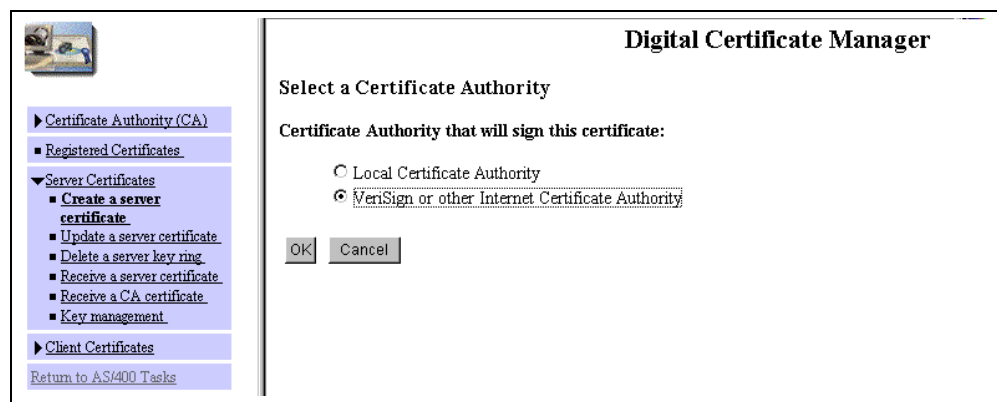 Digital Certificate Manager
Certificate Authority (CA)
Registered Certificates
Server Certificates
Create a server
certificate
Update a server certificate
Delete a server key ring
Receive a server certificate
Receive a CA certificate
Key management
Client Certificates
Return to AS/400 Tasks
Select a Certificate Authority
Certificate Authority that will sign this certificate:
Local Certificate Authority
VeriSign or other Internet Certificate Authority
OK
Cancel